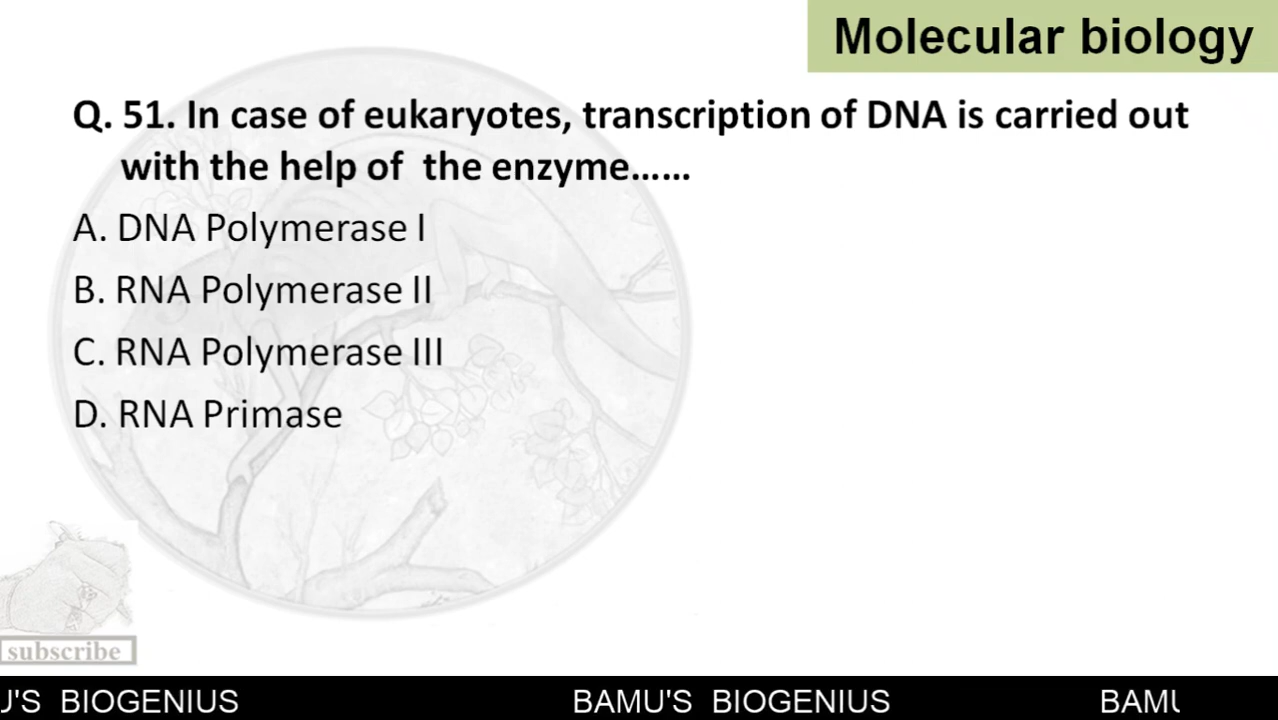 Molecular biology
Q. 51. In case of eukaryotes, transcription of DNA is carried out
with the help of  the enzyme......
A. DNA Polymerase I
B. RNA Polymerase II
C. RNA Polymerase III
D. RNA Primase
subscribe
J'S  BIOGENIUS  BAMU'S  BIOGENIUS  BAMU